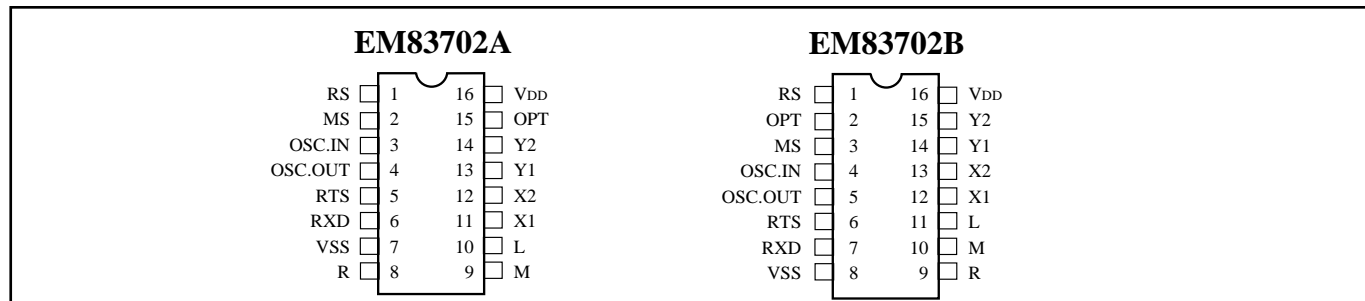 EM83702A EM83702B
RS 1 16 VDD RS 1 16 VDD
MS 2 15 OPT OPT 2 15 Y2
OSC.IN 3 14 Y2 MS 3 14 Y1
OSC.OUT 4 13 Y1 OSC.IN 4 13 X2
RTS 5 12 X2 OSC.OUT 5 12 X1
RXD 6 11 X1 RTS 6 11 L
VSS 7 10 L RXD 7 10 M
R 8 9 M VSS 8 9 R